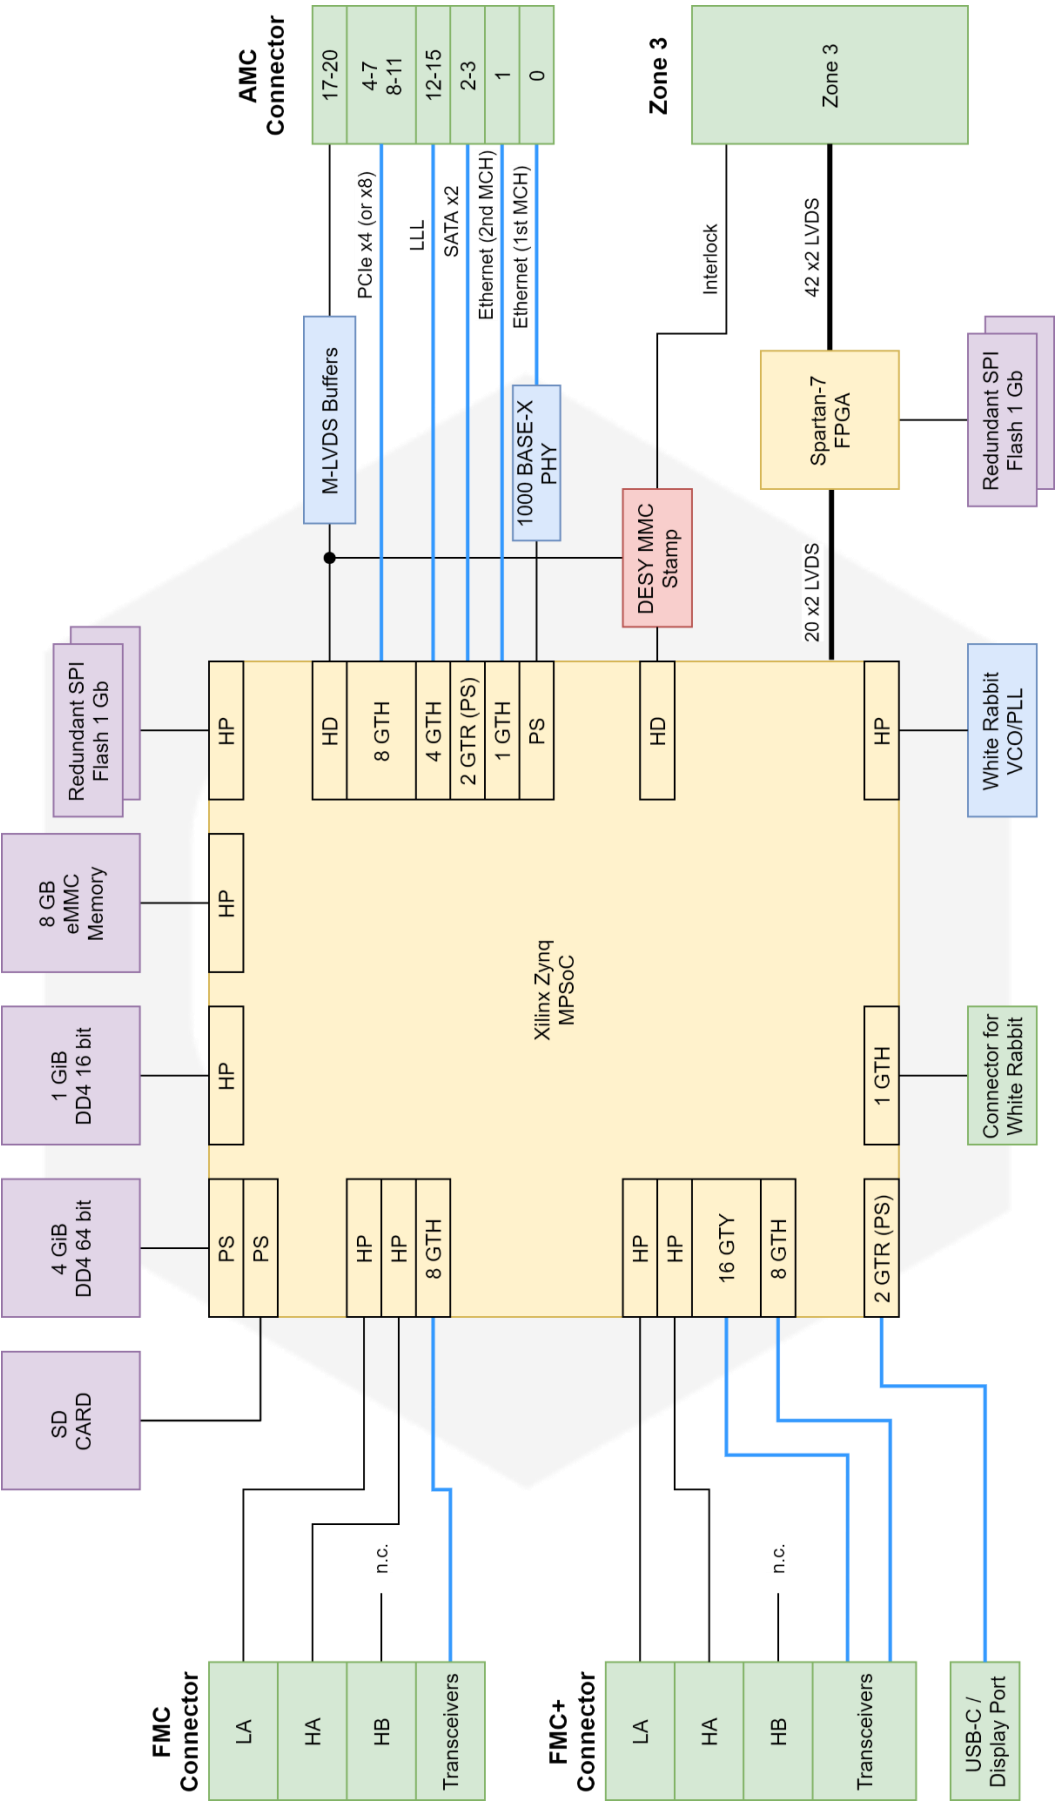 SD
CARD
4 GiB
DD4 64 bit
1 GiB
DD4 16 bit
8 GB
eMMC
Memory
Redundant SPI
Flash 1 Gb
FMC
Connector
LA
HA
HB
Transceivers
n.c.
PS
PS
HP
HP
8 GTH
HP
HP
HP
HD
8 GTH
4 GTH
2 GTR (PS)
1 GTH
PS
M-LVDS Buffers
1000 BASE-X
PHY
PCIe x4 (or x8)
LLL
SATA x2
Ethernet (2nd MCH)
Ethernet (1st MCH)
AMC
Connector
17-20
4-7
8-11
12-15
2-3
1
0
Xilinx Zynq
MPSoC
FMC+
Connector
LA
HA
HB
Transceivers
n.c.
HP
HP
16 GTY
8 GTH
HD
DESY MMC
Stamp
Interlock
Zone 3
Zone 3
20 x2 LVDS
Spartan-7
FPGA
42 x2 LVDS
2 GTR (PS)
1 GTH
HP
USB-C /
Display Port
Connector for
White Rabbit
White Rabbit
VCO/PLL
Redundant SPI
Flash 1 Gb